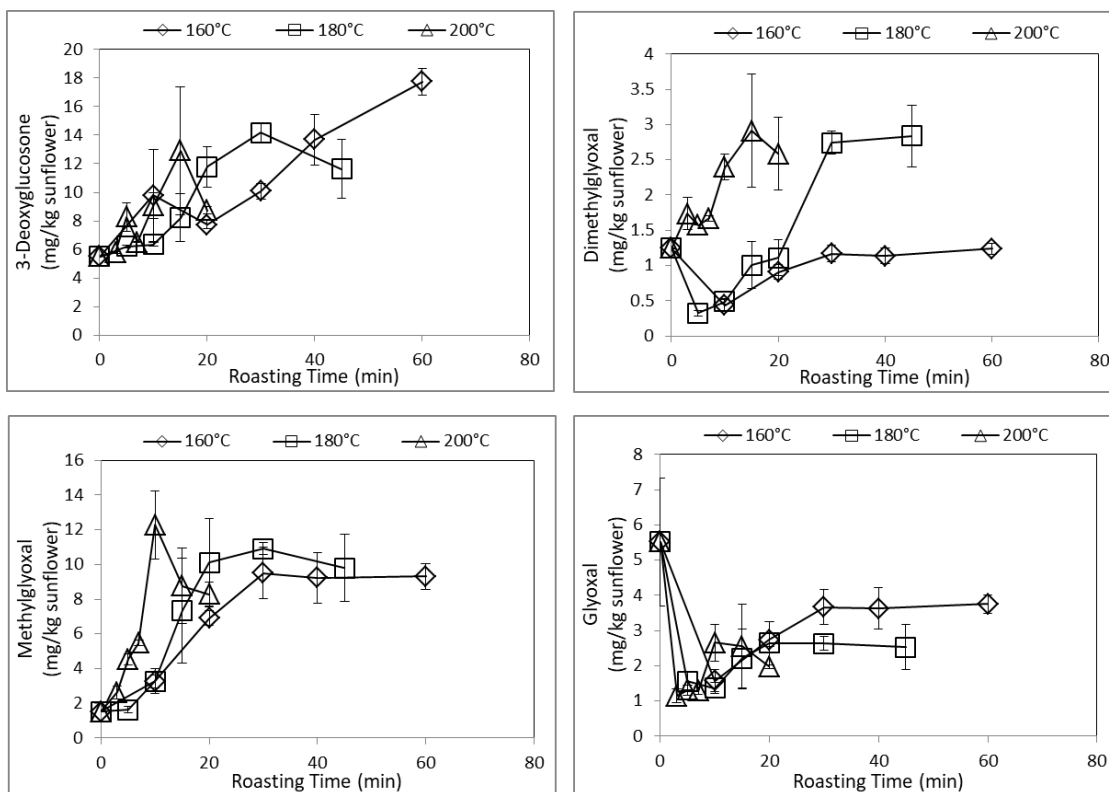 160°C 180°C 200°C
3-Deoxyglucosone
(mg/kg sunflower)
20
18
16
14
12
10
8
6
4
2
0
0 20 40 60 80
Roasting Time (min)
160°C 180°C 200°C
Dimethylglyoxal
(mg/kg sunflower)
4
3.5
3
2.5
2
1.5
1
0.5
0
0 20 40 60 80
Roasting Time (min)
160°C 180°C 200°C
Methylglyoxal
(mg/kg sunflower)
16
14
12
10
8
6
4
2
0
0 20 40 60 80
Roasting Time (min)
160°C 180°C 200°C
Glyoxal
(mg/kg sunflower)
8
7
6
5
4
3
2
1
0
0 20 40 60 80
Roasting Time (min)